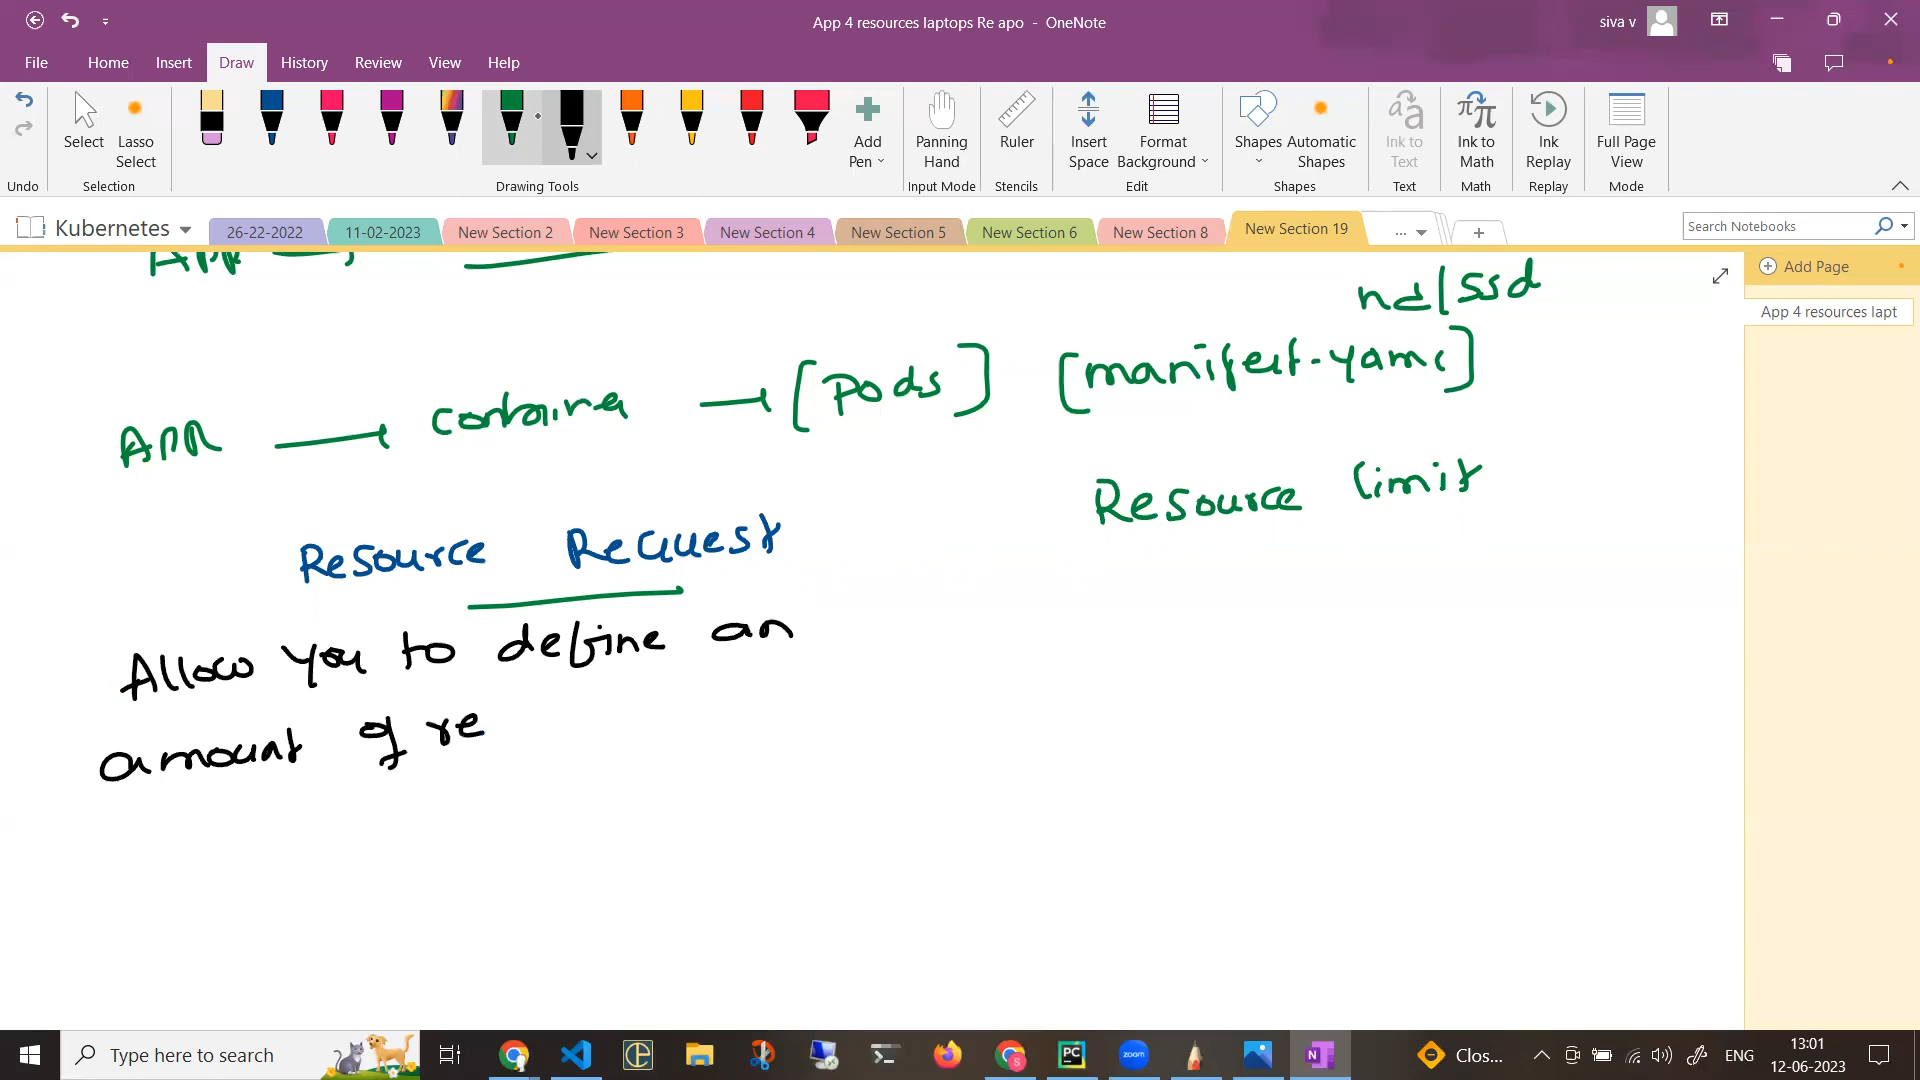 App 4 resources laptops Re apo - OneNote
siva v
File Home Insert Draw History Review View Help
Select Lasso Select
Add Pen
Panning Hand
Ruler
Insert Space
Format Background
Shapes
Automatic Shapes
Ink to Text
Ink to Math
Ink Replay
Full Page View
Undo Selection Drawing Tools Input Mode Stencils Edit Shapes Text Math Replay Mode
Kubernetes 26-22-2022 11-02-2023 New Section 2 New Section 3 New Section 4 New Section 5 New Section 6 New Section 8 New Section 19 ... Search Notebooks
Add Page
App 4 resources lapt
hd/ssd
APP container [Pods] [manifest-yaml]
Resource limit
Resource Request
Allow you to define an
amount of re
Type here to search
PC
zoom
N
Clos...
ENG
13:01
12-06-2023